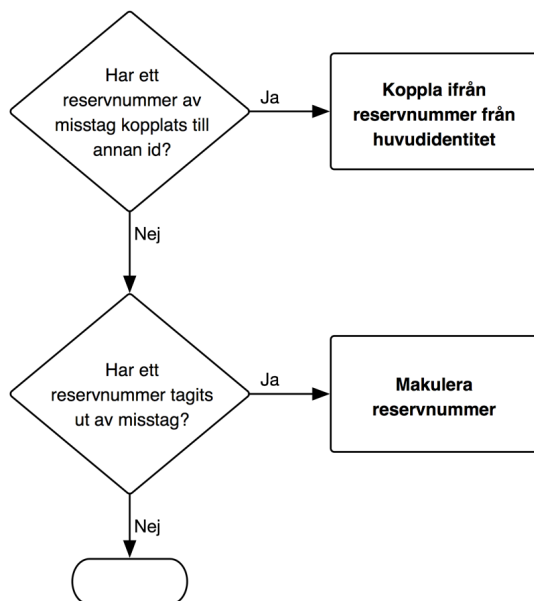 Har ett
reservnummer av
misstag kopplats till
annan id?
Ja
Koppla ifrån
reservnummer från
huvudidentitet
Nej
Har ett
reservnummer tagits
ut av misstag?
Ja
Makulera
reservnummer
Nej